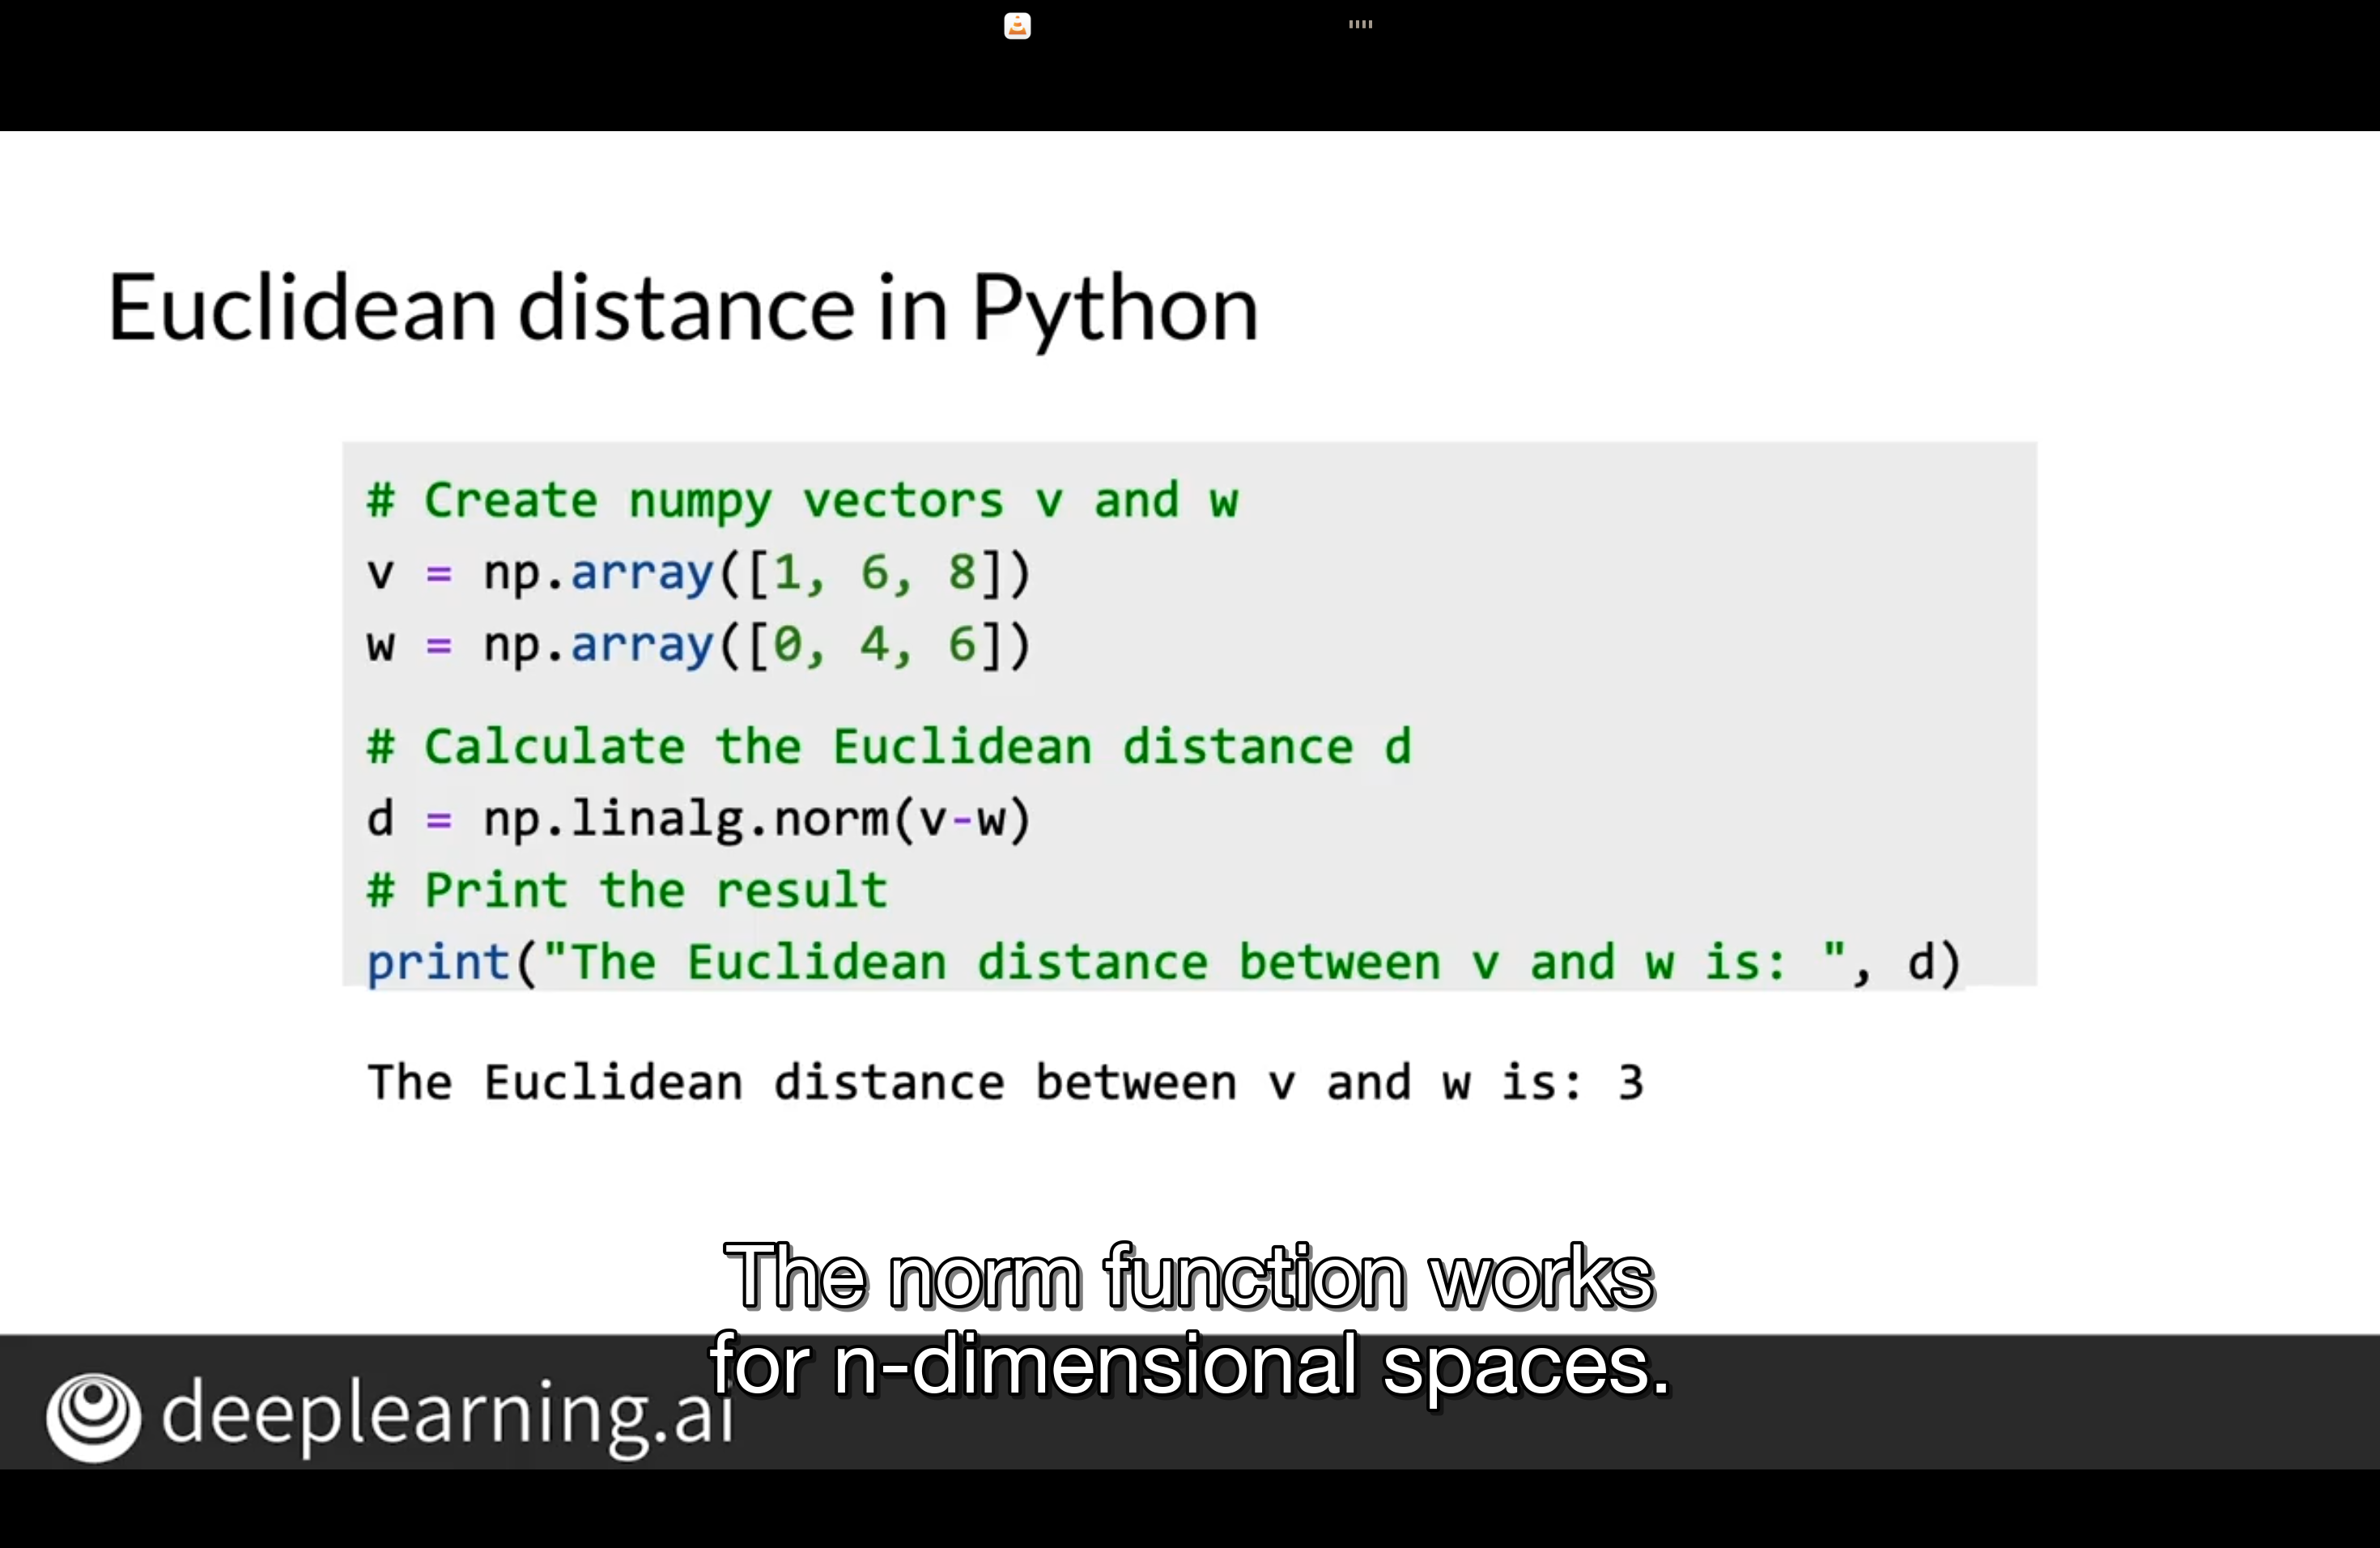 Euclidean distance in Python
# Create numpy vectors v and w
v = np.array([1, 6, 8])
w = np.array([0, 4, 6])
# Calculate the Euclidean distance d
d = np.linalg.norm(v-w)
# Print the result
print("The Euclidean distance between v and w is: ", d)
The Euclidean distance between v and w is: 3
The norm function works
for n-dimensional spaces.
deeplearning.ai